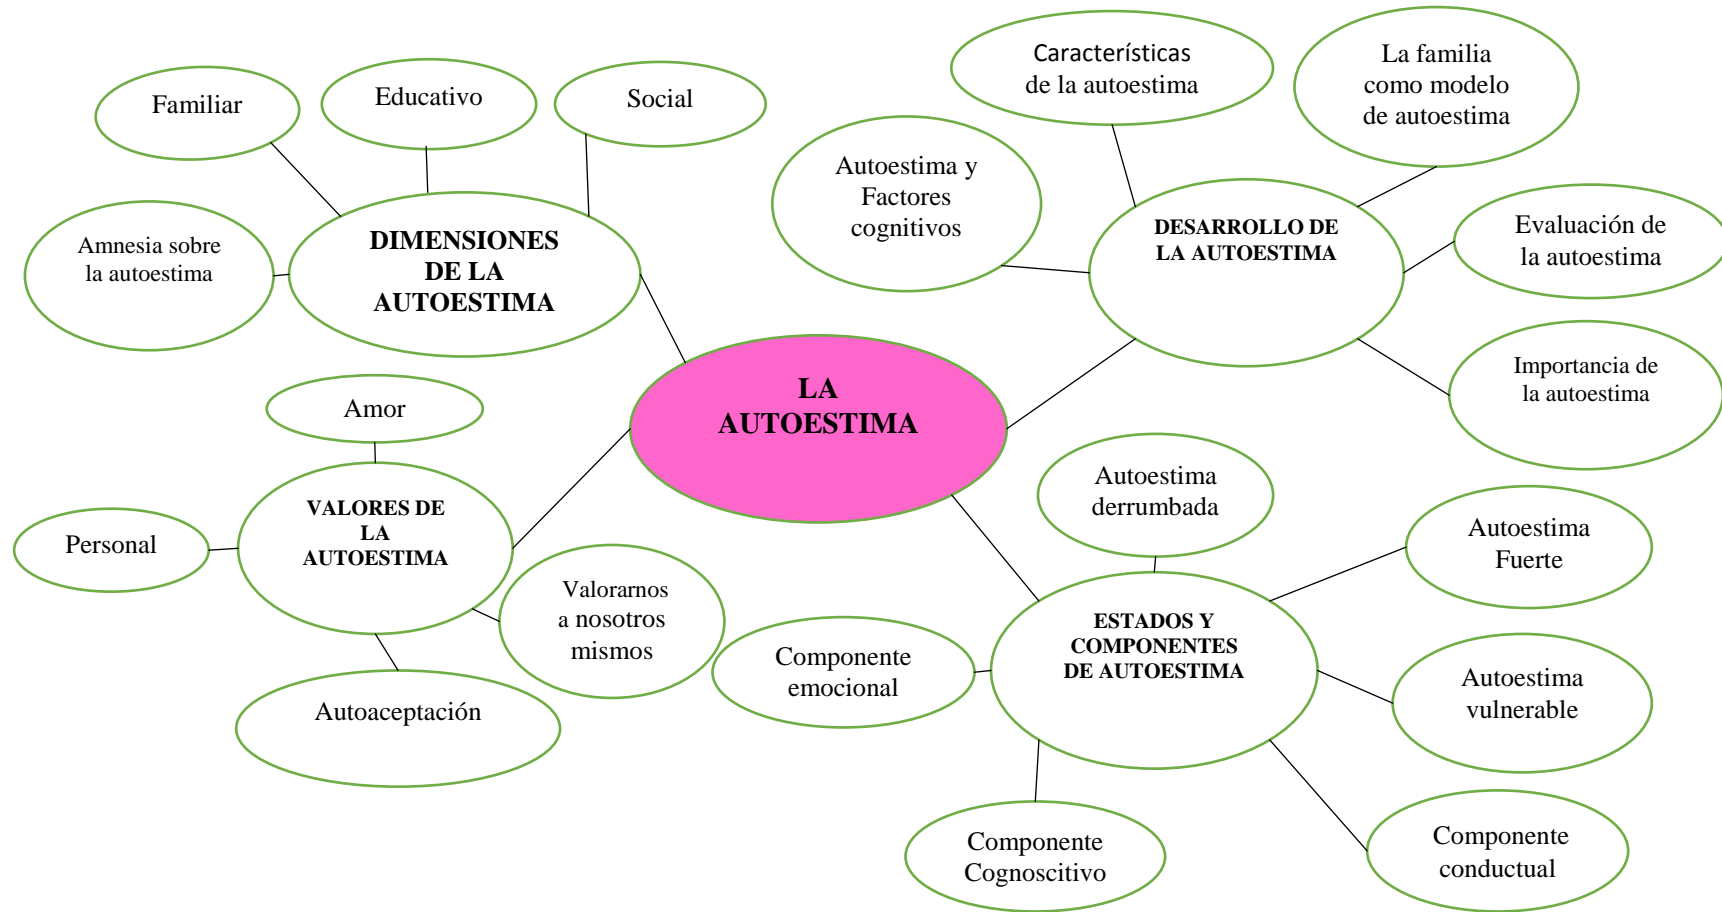 Familiar
Educativo
Social
Amnesia sobre
la autoestima
DIMENSIONES
DE LA
AUTOESTIMA
Características
de la autoestima
La familia
como modelo
de autoestima
Autoestima y
Factores
cognitivos
DESARROLLO DE
LA AUTOESTIMA
Evaluación de
la autoestima
Importancia de
la autoestima
LA
AUTOESTIMA
Amor
VALORES DE
LA
AUTOESTIMA
Personal
Valorarnos
a nosotros
mismos
Autoaceptación
Autoestima
derrumbada
Autoestima
Fuerte
ESTADOS Y
COMPONENTES
DE AUTOESTIMA
Componente
emocional
Autoestima
vulnerable
Componente
Cognoscitivo
Componente
conductual